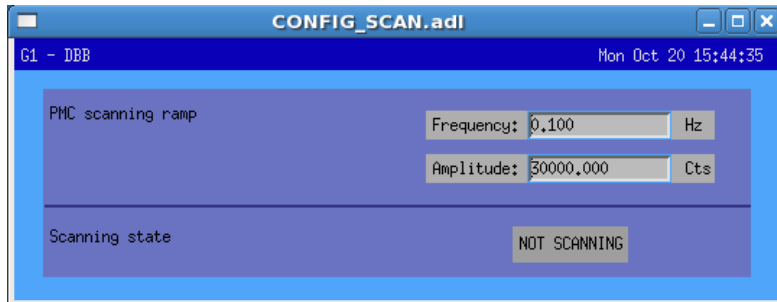 CONFIG_SCAN.adl
G1 - DBB Mon Oct 20 15:44:35
PMC scanning ramp
Frequency: 0.100 Hz
Amplitude: 30000.000 Cts
Scanning state
NOT SCANNING